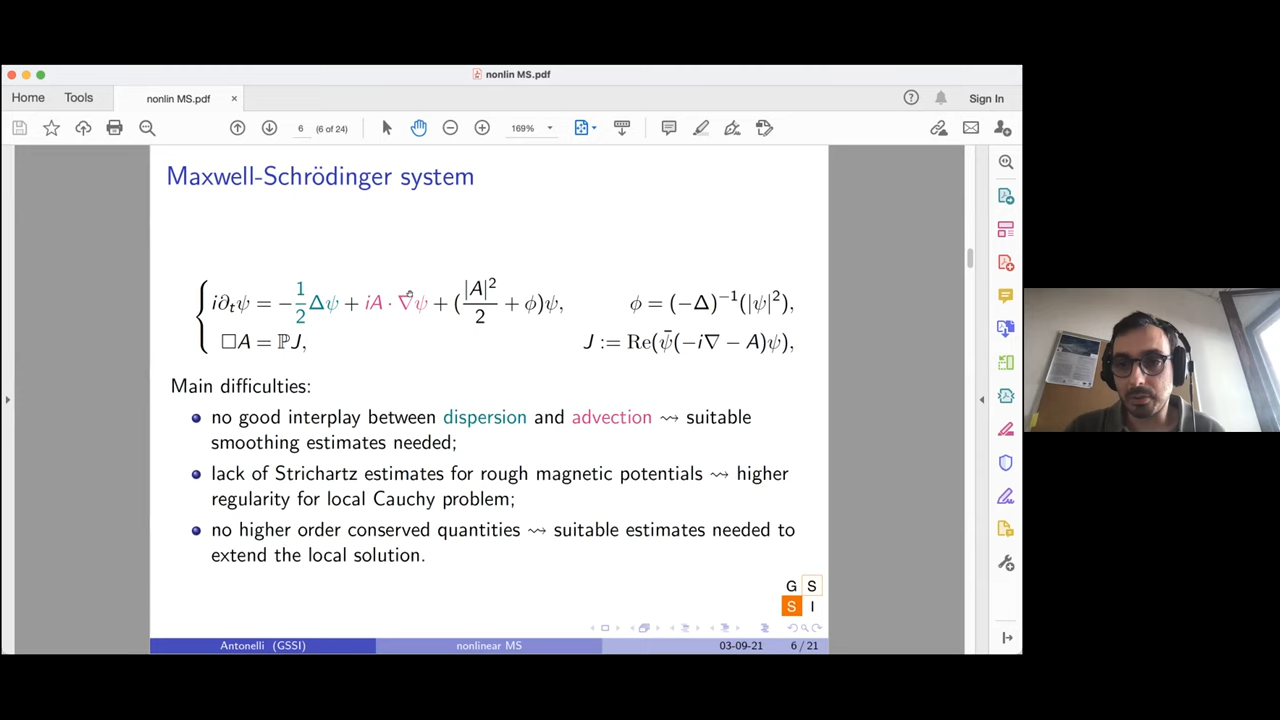 nonlin MS.pdf
Home Tools nonlin MS.pdf × Sign In
6 (6 of 24) 169%
Maxwell-Schrödinger system
i∂ₜψ = −1/2 Δψ + iA · ∇ψ + (|A|²/2 + φ)ψ, φ = (−Δ)⁻¹(|ψ|²),
□A = ℙJ, J := Re(ψ̄(−i∇ − A)ψ),
Main difficulties:
no good interplay between dispersion and advection ⇝ suitable
smoothing estimates needed;
lack of Strichartz estimates for rough magnetic potentials ⇝ higher
regularity for local Cauchy problem;
no higher order conserved quantities ⇝ suitable estimates needed to
extend the local solution.
G S
S I
Antonelli (GSSI) nonlinear MS 03-09-21 6 / 21